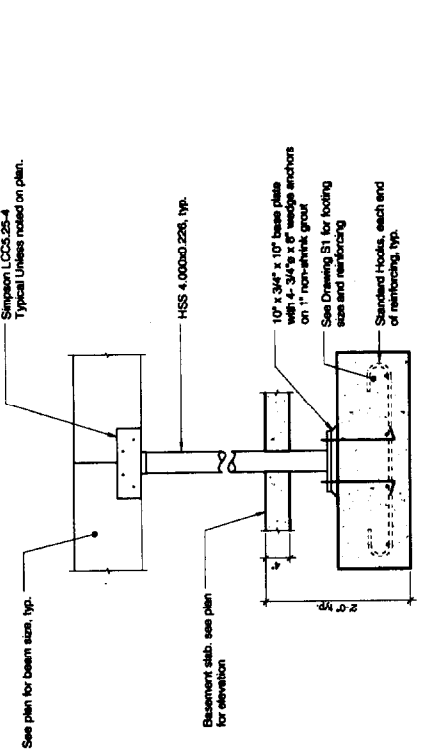 See plan for beam size, typ.
Simpson LCC5.25-4
Typical Unless noted on plan.
HSS 4.000x0.226, typ.
Basement slab. see plan
for elevation
4"
2'-0" typ.
10" x 3/4" x 10" base plate
with 4- 3/4"ø x 8" wedge anchors
on 1" non-shrink grout
See Drawing S1 for footing
size and reinforcing
Standard Hooks, each end
of reinforcing, typ.